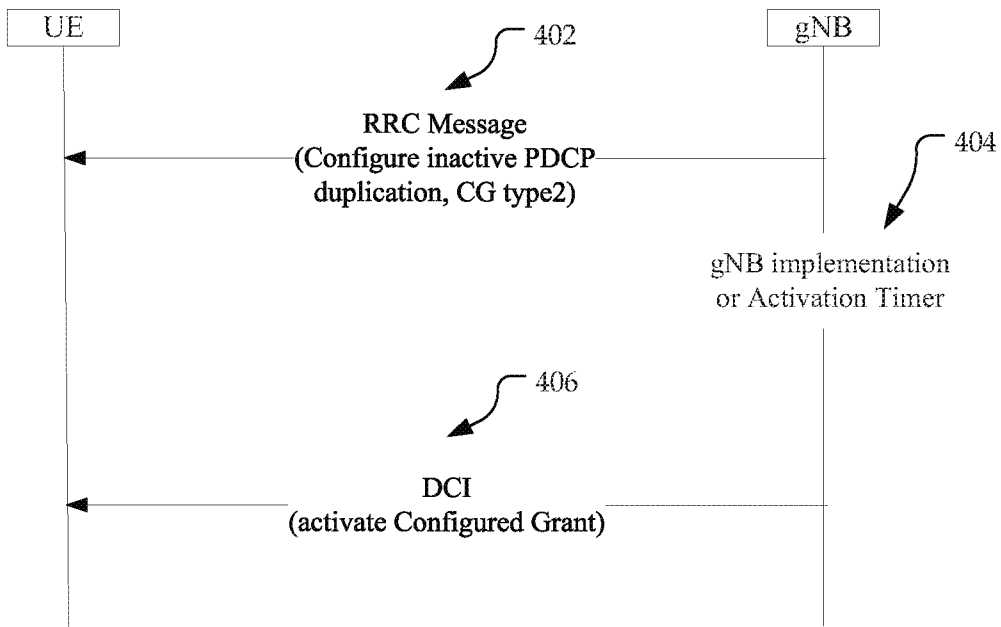 UE
gNB
402
RRC Message
(Configure inactive PDCP
duplication, CG type2)
404
gNB implementation
or Activation Timer
406
DCI
(activate Configured Grant)